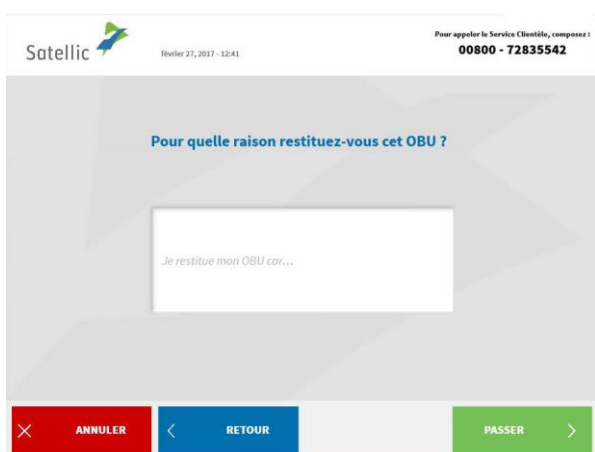 Satellic
février 27, 2017 - 12:41
Pour appeler le Service Clientèle, composez :
00800 - 72835542
Pour quelle raison restituez-vous cet OBU ?
Je restitue mon OBU car...
ANNULER
RETOUR
PASSER